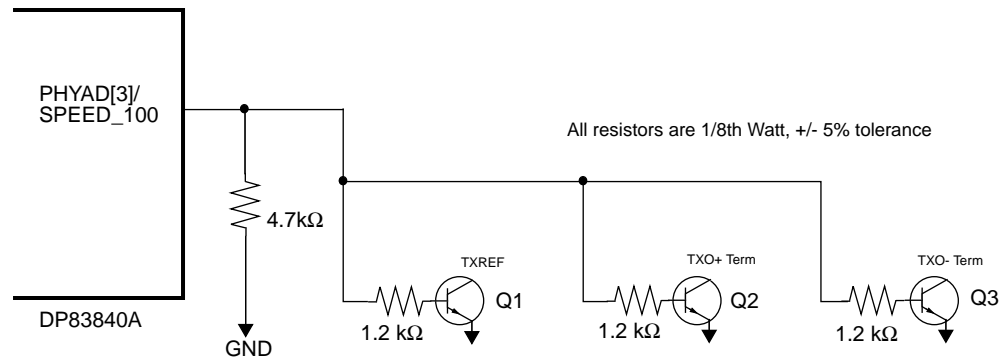 PHYAD[3]/
SPEED_100
All resistors are 1/8th Watt, +/- 5% tolerance
4.7kΩ
TXREF
TXO+ Term
TXO- Term
Q1
Q2
Q3
1.2 kΩ
1.2 kΩ
1.2 kΩ
DP83840A
GND